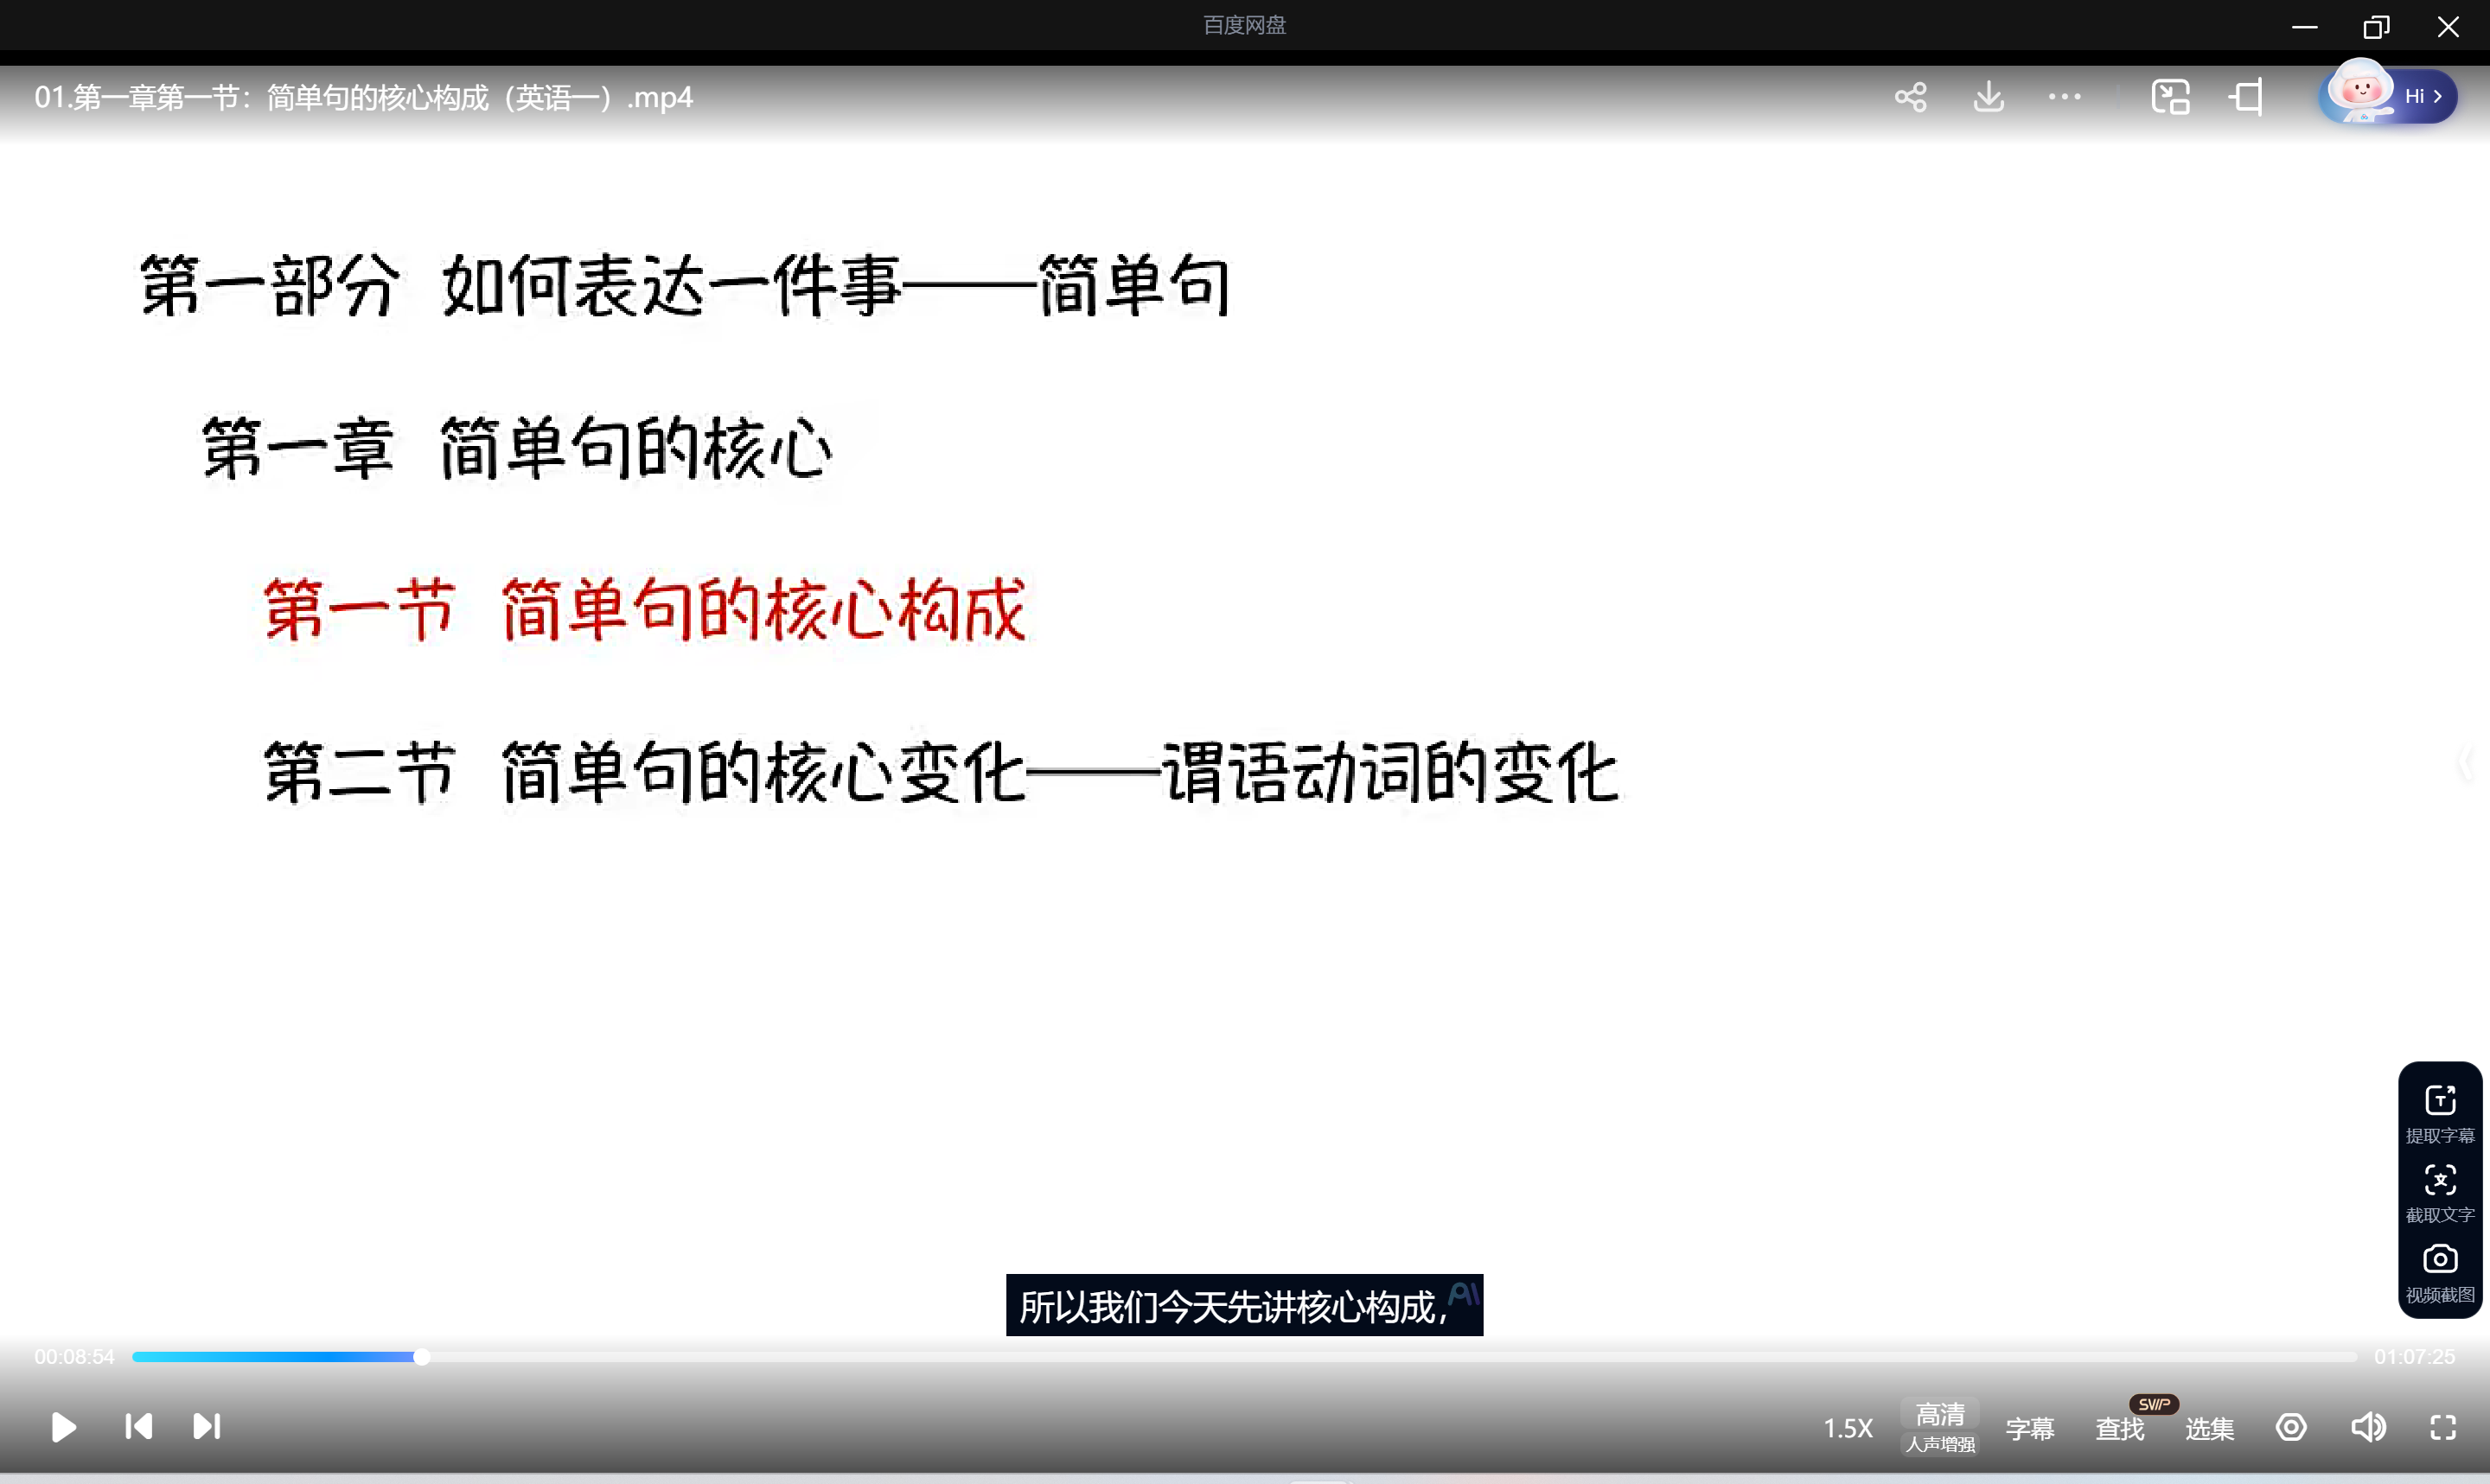 百度网盘
01.第一章第一节：简单句的核心构成（英语一）.mp4
Hi
第一部分 如何表达一件事——简单句
第一章 简单句的核心
第一节 简单句的核心构成
第二节 简单句的核心变化——谓语动词的变化
提取字幕
截取文字
视频截图
所以我们今天先讲核心构成，
AI
00:08:54
01:07:25
1.5X
高清
人声增强
字幕
查找
SVIP
选集